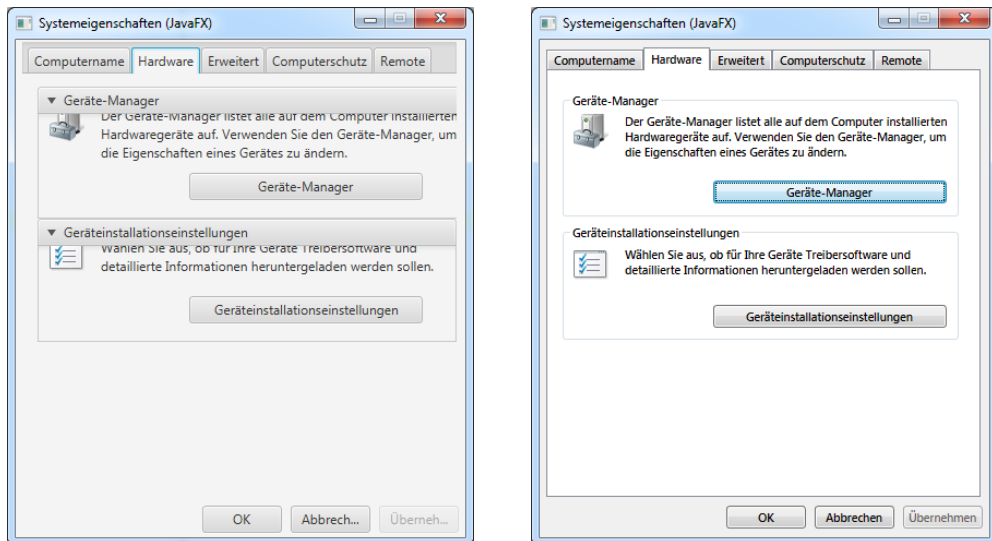 Systemeigenschaften (JavaFX)
Computername Hardware Erweitert Computerschutz Remote
Geräte-Manager
Der Geräte-Manager listet alle auf dem Computer installierten
Hardwaregeräte auf. Verwenden Sie den Geräte-Manager, um
die Eigenschaften eines Gerätes zu ändern.
Geräte-Manager
Geräteinstallationseinstellungen
Wählen Sie aus, ob für Ihre Geräte Treibersoftware und
detaillierte Informationen heruntergeladen werden sollen.
Geräteinstallationseinstellungen
OK Abbrech... Überneh...
Systemeigenschaften (JavaFX)
Computername Hardware Erweitert Computerschutz Remote
Geräte-Manager
Der Geräte-Manager listet alle auf dem Computer installierten
Hardwaregeräte auf. Verwenden Sie den Geräte-Manager, um
die Eigenschaften eines Gerätes zu ändern.
Geräte-Manager
Geräteinstallationseinstellungen
Wählen Sie aus, ob für Ihre Geräte Treibersoftware und
detaillierte Informationen heruntergeladen werden sollen.
Geräteinstallationseinstellungen
OK Abbrechen Übernehmen